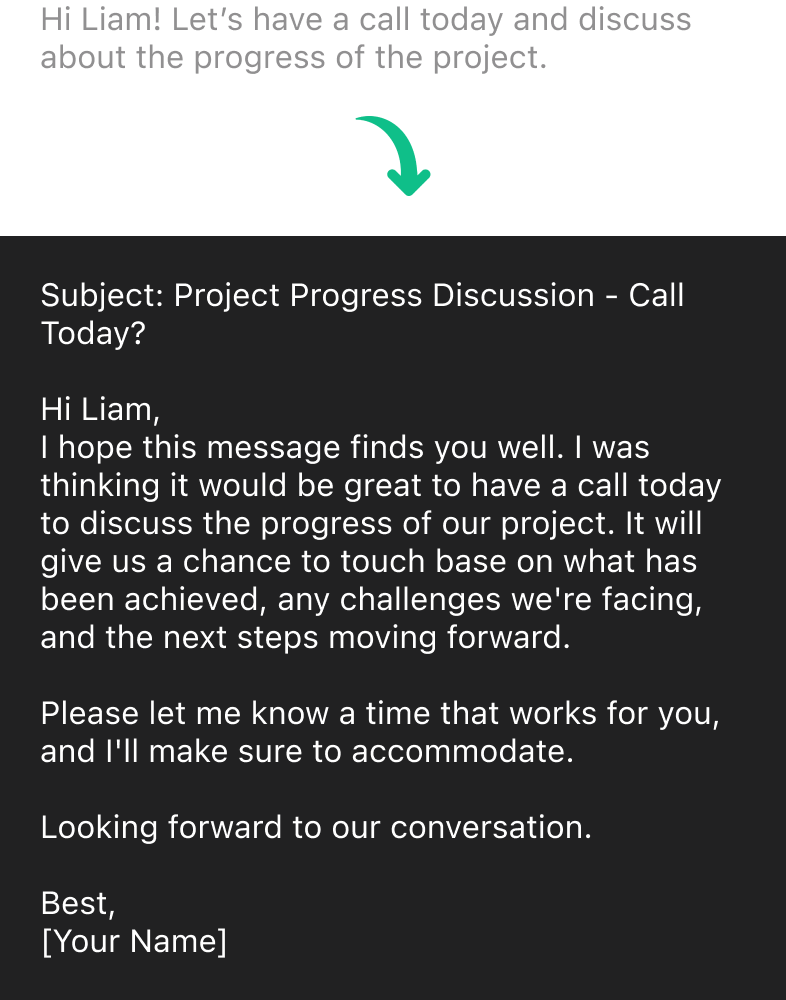 Hi Liam! Let’s have a call today and discuss
about the progress of the project.
Subject: Project Progress Discussion - Call
Today?
Hi Liam,
I hope this message finds you well. I was
thinking it would be great to have a call today
to discuss the progress of our project. It will
give us a chance to touch base on what has
been achieved, any challenges we're facing,
and the next steps moving forward.
Please let me know a time that works for you,
and I'll make sure to accommodate.
Looking forward to our conversation.
Best,
[Your Name]